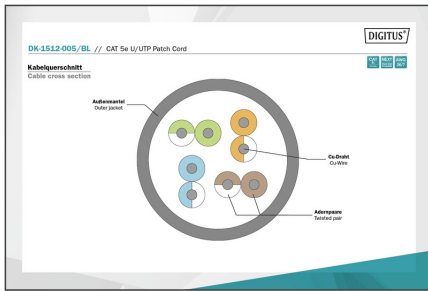 DIGITUS®
DK-1512-005/BL // CAT 5e U/UTP Patch Cord
Kabelquerschnitt
Cable cross section
Außenmantel
Outer jacket
Cu-Draht
Cu-Wire
Adernpaare
Twisted pair